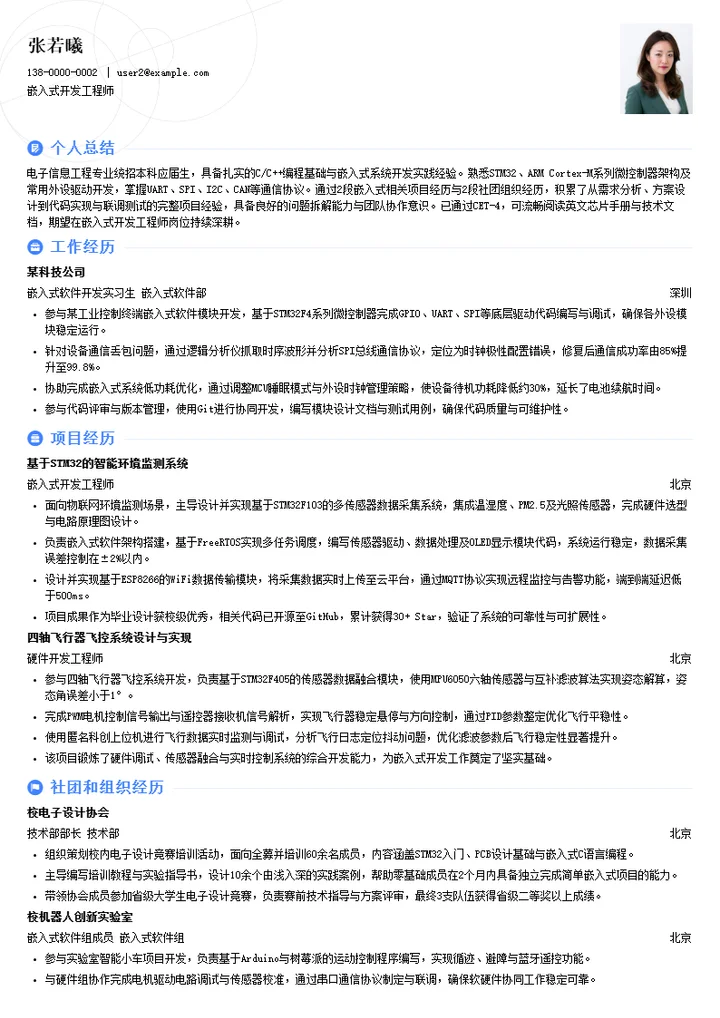 张若曦
138-0000-0002 | user2@example.com
嵌入式开发工程师
个人总结
电子信息工程专业统招本科应届生，具备扎实的C/C++编程基础与嵌入式系统开发实践经验。熟悉STM32、ARM Cortex-M系列微控制器架构及
常用外设驱动开发，掌握UART、SPI、I2C、CAN等通信协议。通过2段嵌入式相关项目经历与2段社团组织经历，积累了从需求分析、方案设
计到代码实现与联调测试的完整项目经验，具备良好的问题拆解能力与团队协作意识。已通过CET-4，可流畅阅读英文芯片手册与技术文
档，期望在嵌入式开发工程师岗位持续深耕。
工作经历
某科技公司
嵌入式软件开发实习生 嵌入式软件部 深圳
• 参与某工业控制终端嵌入式软件模块开发，基于STM32F4系列微控制器完成GPIO、UART、SPI等底层驱动代码编写与调试，确保各外设模
块稳定运行。
• 针对设备通信丢包问题，通过逻辑分析仪抓取时序波形并分析SPI总线通信协议，定位为时钟极性配置错误，修复后通信成功率由85%提
升至99.8%。
• 协助完成嵌入式系统低功耗优化，通过调整MCU睡眠模式与外设时钟管理策略，使设备待机功耗降低约30%，延长了电池续航时间。
• 参与代码评审与版本管理，使用Git进行协同开发，编写模块设计文档与测试用例，确保代码质量与可维护性。
项目经历
基于STM32的智能环境监测系统
嵌入式开发工程师 北京
• 面向物联网环境监测场景，主导设计并实现基于STM32F103的多传感器数据采集系统，集成温湿度、PM2.5及光照传感器，完成硬件选型
与电路原理图设计。
• 负责嵌入式软件架构搭建，基于FreeRTOS实现多任务调度，编写传感器驱动、数据处理及OLED显示模块代码，系统运行稳定，数据采集
误差控制在±2%以内。
• 设计并实现基于ESP8266的WiFi数据传输模块，将采集数据实时上传至云平台，通过MQTT协议实现远程监控与告警功能，端到端延迟低
于500ms。
• 项目成果作为毕业设计获校级优秀，相关代码已开源至GitHub，累计获得30+ Star，验证了系统的可靠性与可扩展性。
四轴飞行器飞控系统设计与实现
硬件开发工程师 北京
• 参与四轴飞行器飞控系统开发，负责基于STM32F405的传感器数据融合模块，使用MPU6050六轴传感器与互补滤波算法实现姿态解算，姿
态角误差小于1°。
• 完成PWM电机控制信号输出与遥控器接收机信号解析，实现飞行器稳定悬停与方向控制，通过PID参数整定优化飞行平稳性。
• 使用匿名科创上位机进行飞行数据实时监测与调试，分析飞行日志定位抖动问题，优化滤波参数后飞行稳定性显著提升。
• 该项目锻炼了硬件调试、传感器融合与实时控制系统的综合开发能力，为嵌入式开发工作奠定了坚实基础。
社团和组织经历
校电子设计协会
技术部部长 技术部 北京
• 组织策划校内电子设计竞赛培训活动，面向全募并培训60余名成员，内容涵盖STM32入门、PCB设计基础与嵌入式C语言编程。
• 主导编写培训教程与实验指导书，设计10余个由浅入深的实践案例，帮助零基础成员在2个月内具备独立完成简单嵌入式项目的能力。
• 带领协会成员参加省级大学生电子设计竞赛，负责赛前技术指导与方案评审，最终3支队伍获得省级二等奖以上成绩。
校机器人创新实验室
嵌入式软件组成员 嵌入式软件组 北京
• 参与实验室智能小车项目开发，负责基于Arduino与树莓派的运动控制程序编写，实现循迹、避障与蓝牙遥控功能。
• 与硬件组协作完成电机驱动电路调试与传感器校准，通过串口通信协议制定与联调，确保软硬件协同工作稳定可靠。